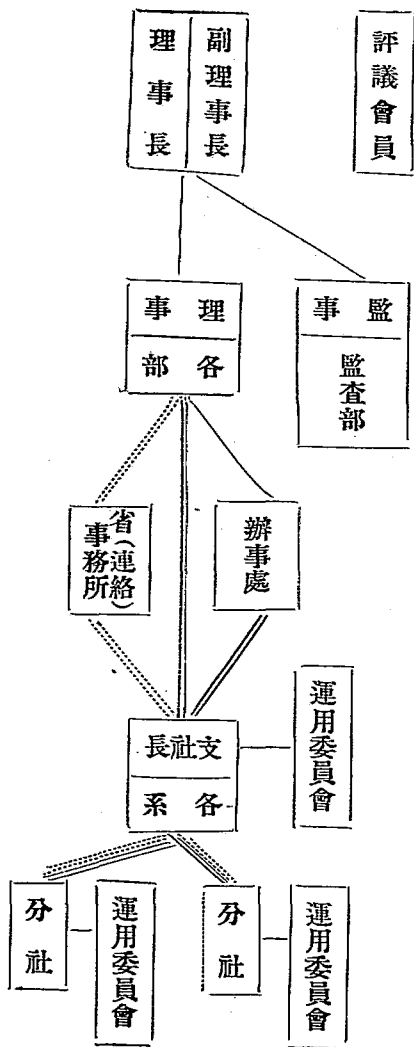 評議會員
副理事長
理事長
監事
監査部
理事
各部
辦事處
省(連絡)
事務所
運用委員會
支社長
各系
運用委員會
分社
運用委員會
分社